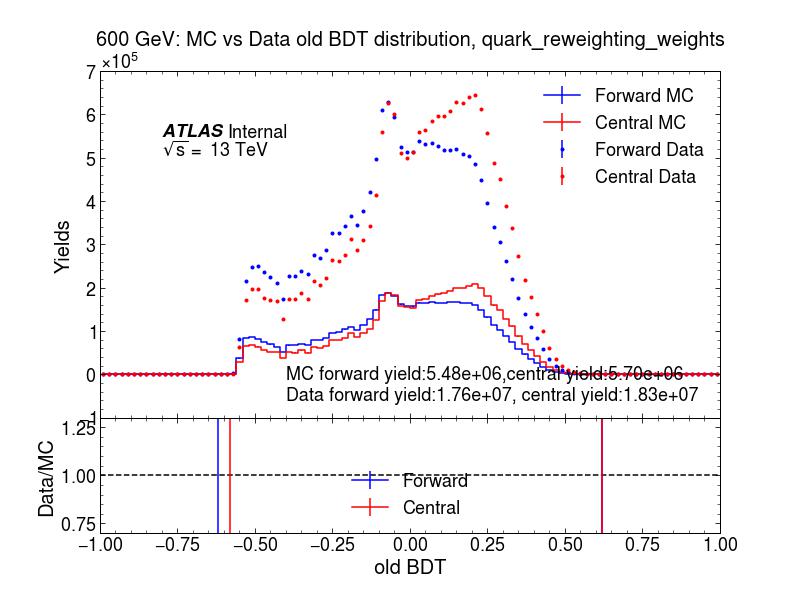 600 GeV: MC vs Data old BDT distribution, quark_reweighting_weights
×10⁵
7
6
5
4
3
2
1
0
−1
Yields
ATLAS Internal
√s = 13 TeV
Forward MC
Central MC
Forward Data
Central Data
MC forward yield:5.48e+06,central yield:5.70e+06
Data forward yield:1.76e+07, central yield:1.83e+07
1.25
1.00
0.75
Data/MC
Forward
Central
−1.00 −0.75 −0.50 −0.25 0.00 0.25 0.50 0.75 1.00
old BDT